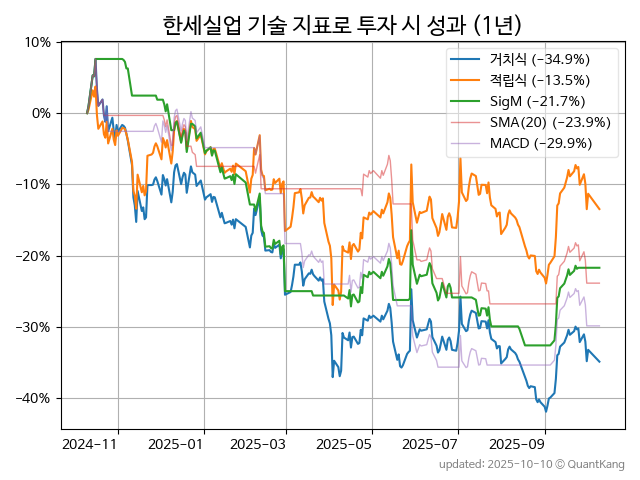 한세실업 기술 지표로 투자 시 성과 (1년)
10%
0%
−10%
−20%
−30%
−40%
거치식 (−34.9%)
적립식 (−13.5%)
SigM (−21.7%)
SMA(20) (−23.9%)
MACD (−29.9%)
2024−11
2025−01
2025−03
2025−05
2025−07
2025−09
updated: 2025-10-10 © QuantKang